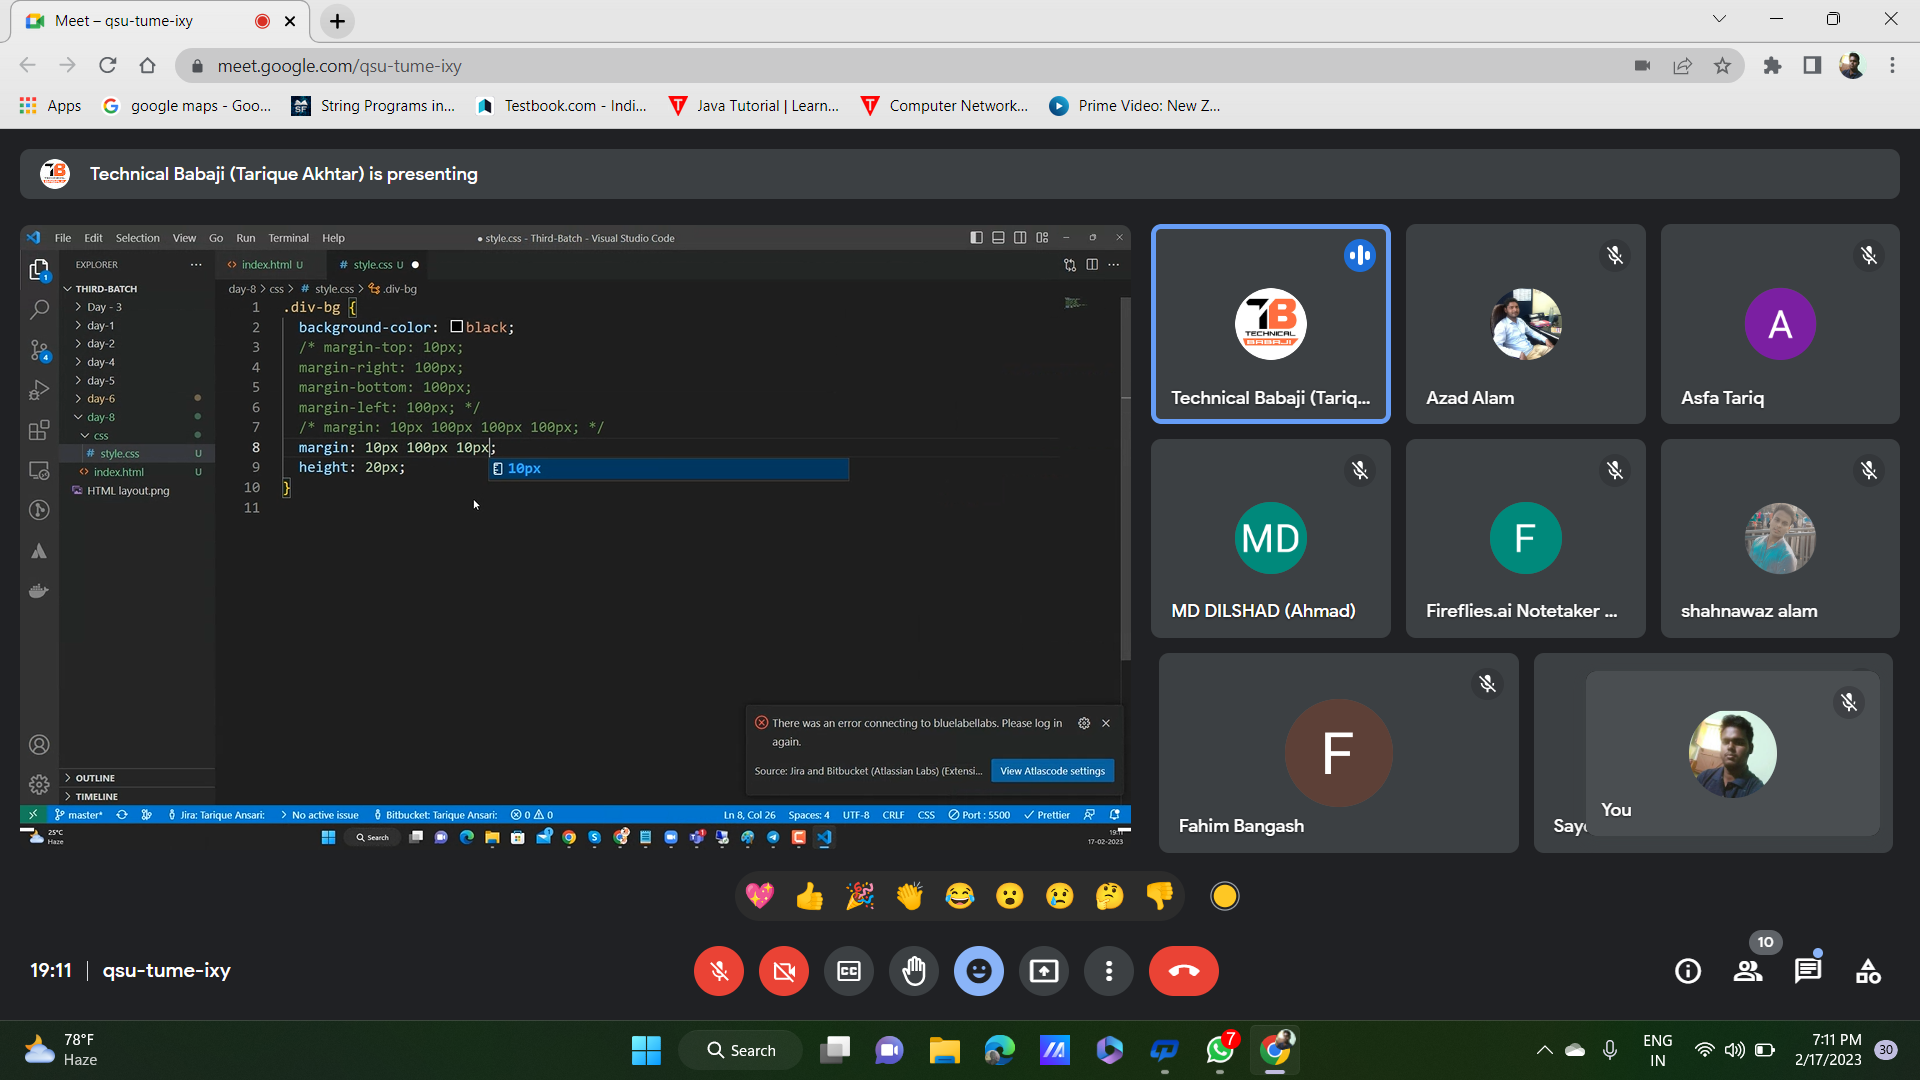 Meet – qsu-tume-ixy
meet.google.com/qsu-tume-ixy
Apps
google maps - Goo...
String Programs in...
Testbook.com - Indi...
Java Tutorial | Learn...
Computer Network...
Prime Video: New Z...
Technical Babaji (Tarique Akhtar) is presenting
File Edit Selection View Go Run Terminal Help
● style.css - Third-Batch - Visual Studio Code
EXPLORER
index.html U
# style.css U
THIRD-BATCH
day-8 > css > # style.css > .div-bg
Day - 3
day-1
day-2
day-4
day-5
day-6
day-8
css
# style.css U
index.html U
HTML layout.png
OUTLINE
TIMELINE
1 .div-bg {
2 background-color: black;
3 /* margin-top: 10px;
4 margin-right: 100px;
5 margin-bottom: 100px;
6 margin-left: 100px; */
7 /* margin: 10px 100px 100px 100px; */
8 margin: 10px 100px 10px;
9 height: 20px;
10px
10 }
11
There was an error connecting to bluelabellabs. Please log in
again.
Source: Jira and Bitbucket (Atlassian Labs) (Extensi...
View Atlascode settings
master*
Jira: Tarique Ansari:
No active issue
Bitbucket: Tarique Ansari:
0 0
Ln 8, Col 26
Spaces: 4
UTF-8
CRLF
CSS
Port : 5500
Prettier
25°C
Haze
Search
19:11
17-02-2023
TECHNICAL
BABAJI
Technical Babaji (Tariq...
Azad Alam
A
Asfa Tariq
MD
MD DILSHAD (Ahmad)
F
Fireflies.ai Notetaker ...
shahnawaz alam
F
Fahim Bangash
Say
You
19:11 | qsu-tume-ixy
10
78°F
Haze
Search
7
ENG
IN
7:11 PM
2/17/2023
30